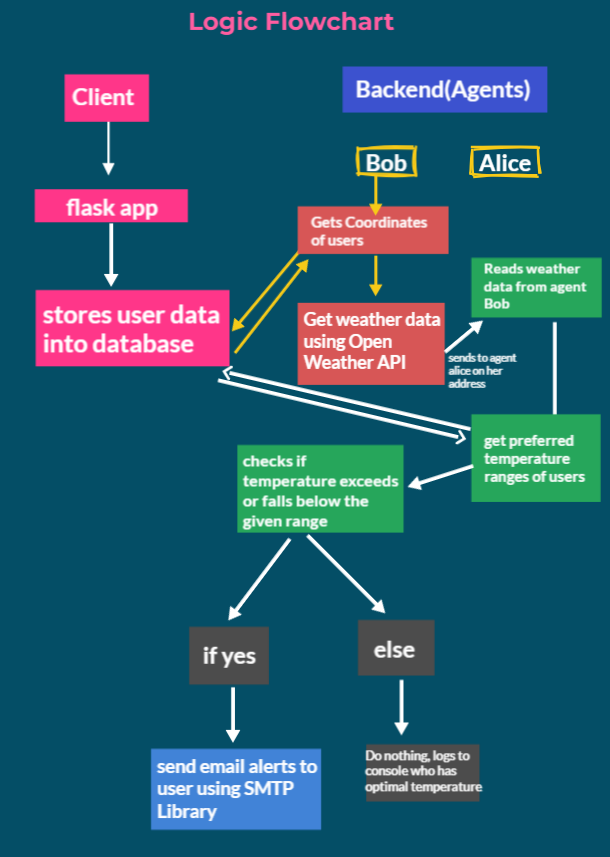 Logic Flowchart
Client
Backend(Agents)
Bob
Alice
flask app
Gets Coordinates
of users
Reads weather
data from agent
Bob
stores user data
into database
Get weather data
using Open
Weather API
sends to agent
alice on her
address
get preferred
temperature
ranges of users
checks if
temperature exceeds
or falls below the
given range
if yes
else
send email alerts to
user using SMTP
Library
Do nothing, logs to
console who has
optimal temperature